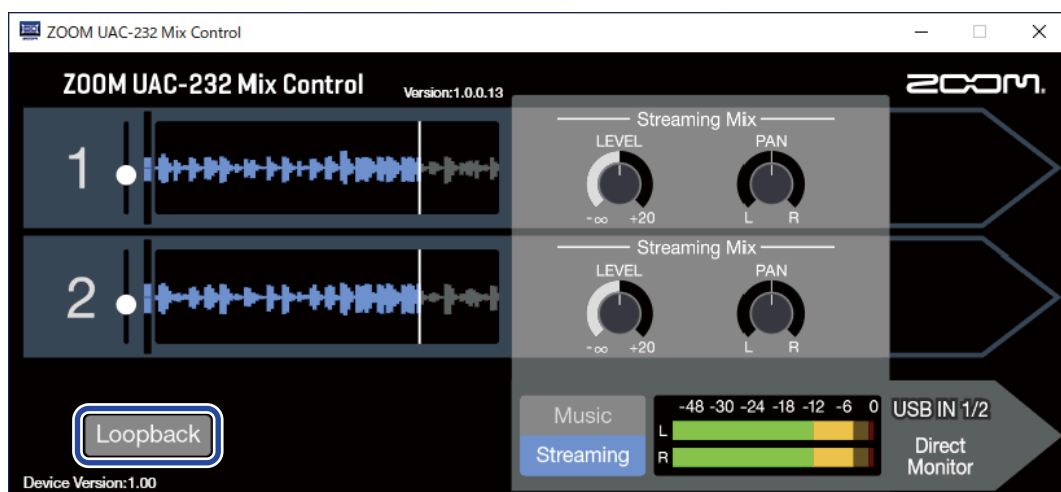 ZOOM UAC-232 Mix Control
ZOOM UAC-232 Mix Control
Version:1.0.0.13
ZOOM.
1
Streaming Mix
LEVEL
PAN
-∞ +20
L R
2
Streaming Mix
LEVEL
PAN
-∞ +20
L R
Loopback
Music
Streaming
-48 -30 -24 -18 -12 -6 0
L
R
USB IN 1/2
Direct
Monitor
Device Version:1.00